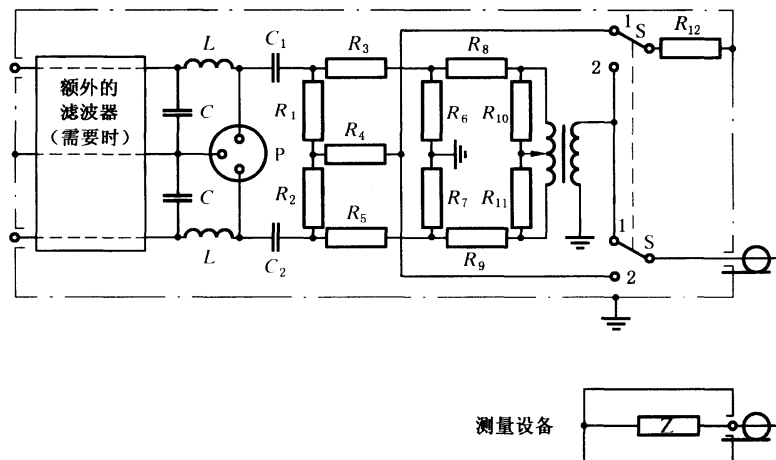 额外的
滤波器
（需要时）
L
C
C
L
P
C₁
C₂
R₁
R₂
R₃
R₄
R₅
R₆
R₇
R₈
R₉
R₁₀
R₁₁
1
S
R₁₂
2
1
S
2
测量设备
Z